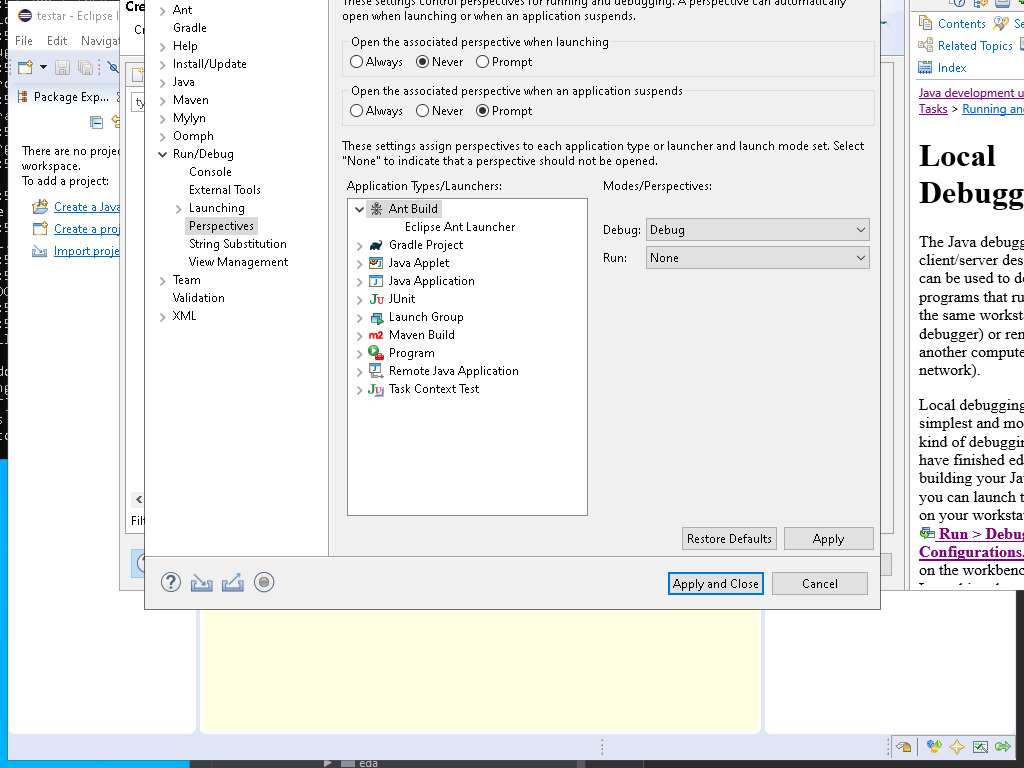 testar - Eclipse I
File Edit Navigat
Package Exp...
There are no projec
workspace.
To add a project:
Create a Java
Create a proj
Import proje
Cre
Cr
ty
Filt
Ant
Gradle
Help
Install/Update
Java
Maven
Mylyn
Oomph
Run/Debug
Console
External Tools
Launching
Perspectives
String Substitution
View Management
Team
Validation
XML
These settings control perspectives for running and debugging. A perspective can automatically
open when launching or when an application suspends.
Open the associated perspective when launching
Always Never Prompt
Open the associated perspective when an application suspends
Always Never Prompt
These settings assign perspectives to each application type or launcher and launch mode set. Select
"None" to indicate that a perspective should not be opened.
Application Types/Launchers:
Ant Build
Eclipse Ant Launcher
Gradle Project
Java Applet
Java Application
JUnit
Launch Group
Maven Build
Program
Remote Java Application
Task Context Test
Modes/Perspectives:
Debug: Debug
Run: None
Restore Defaults Apply
Apply and Close Cancel
Contents Se
Related Topics
Index
Java development u
Tasks > Running and
Local
Debugg
The Java debugg
client/server des
can be used to de
programs that ru
the same worksta
debugger) or rem
another compute
network).
Local debugging
simplest and mo
kind of debuggin
have finished ed
building your Jav
you can launch t
on your workstat
Run > Debug
Configurations.
on the workbenc
eda